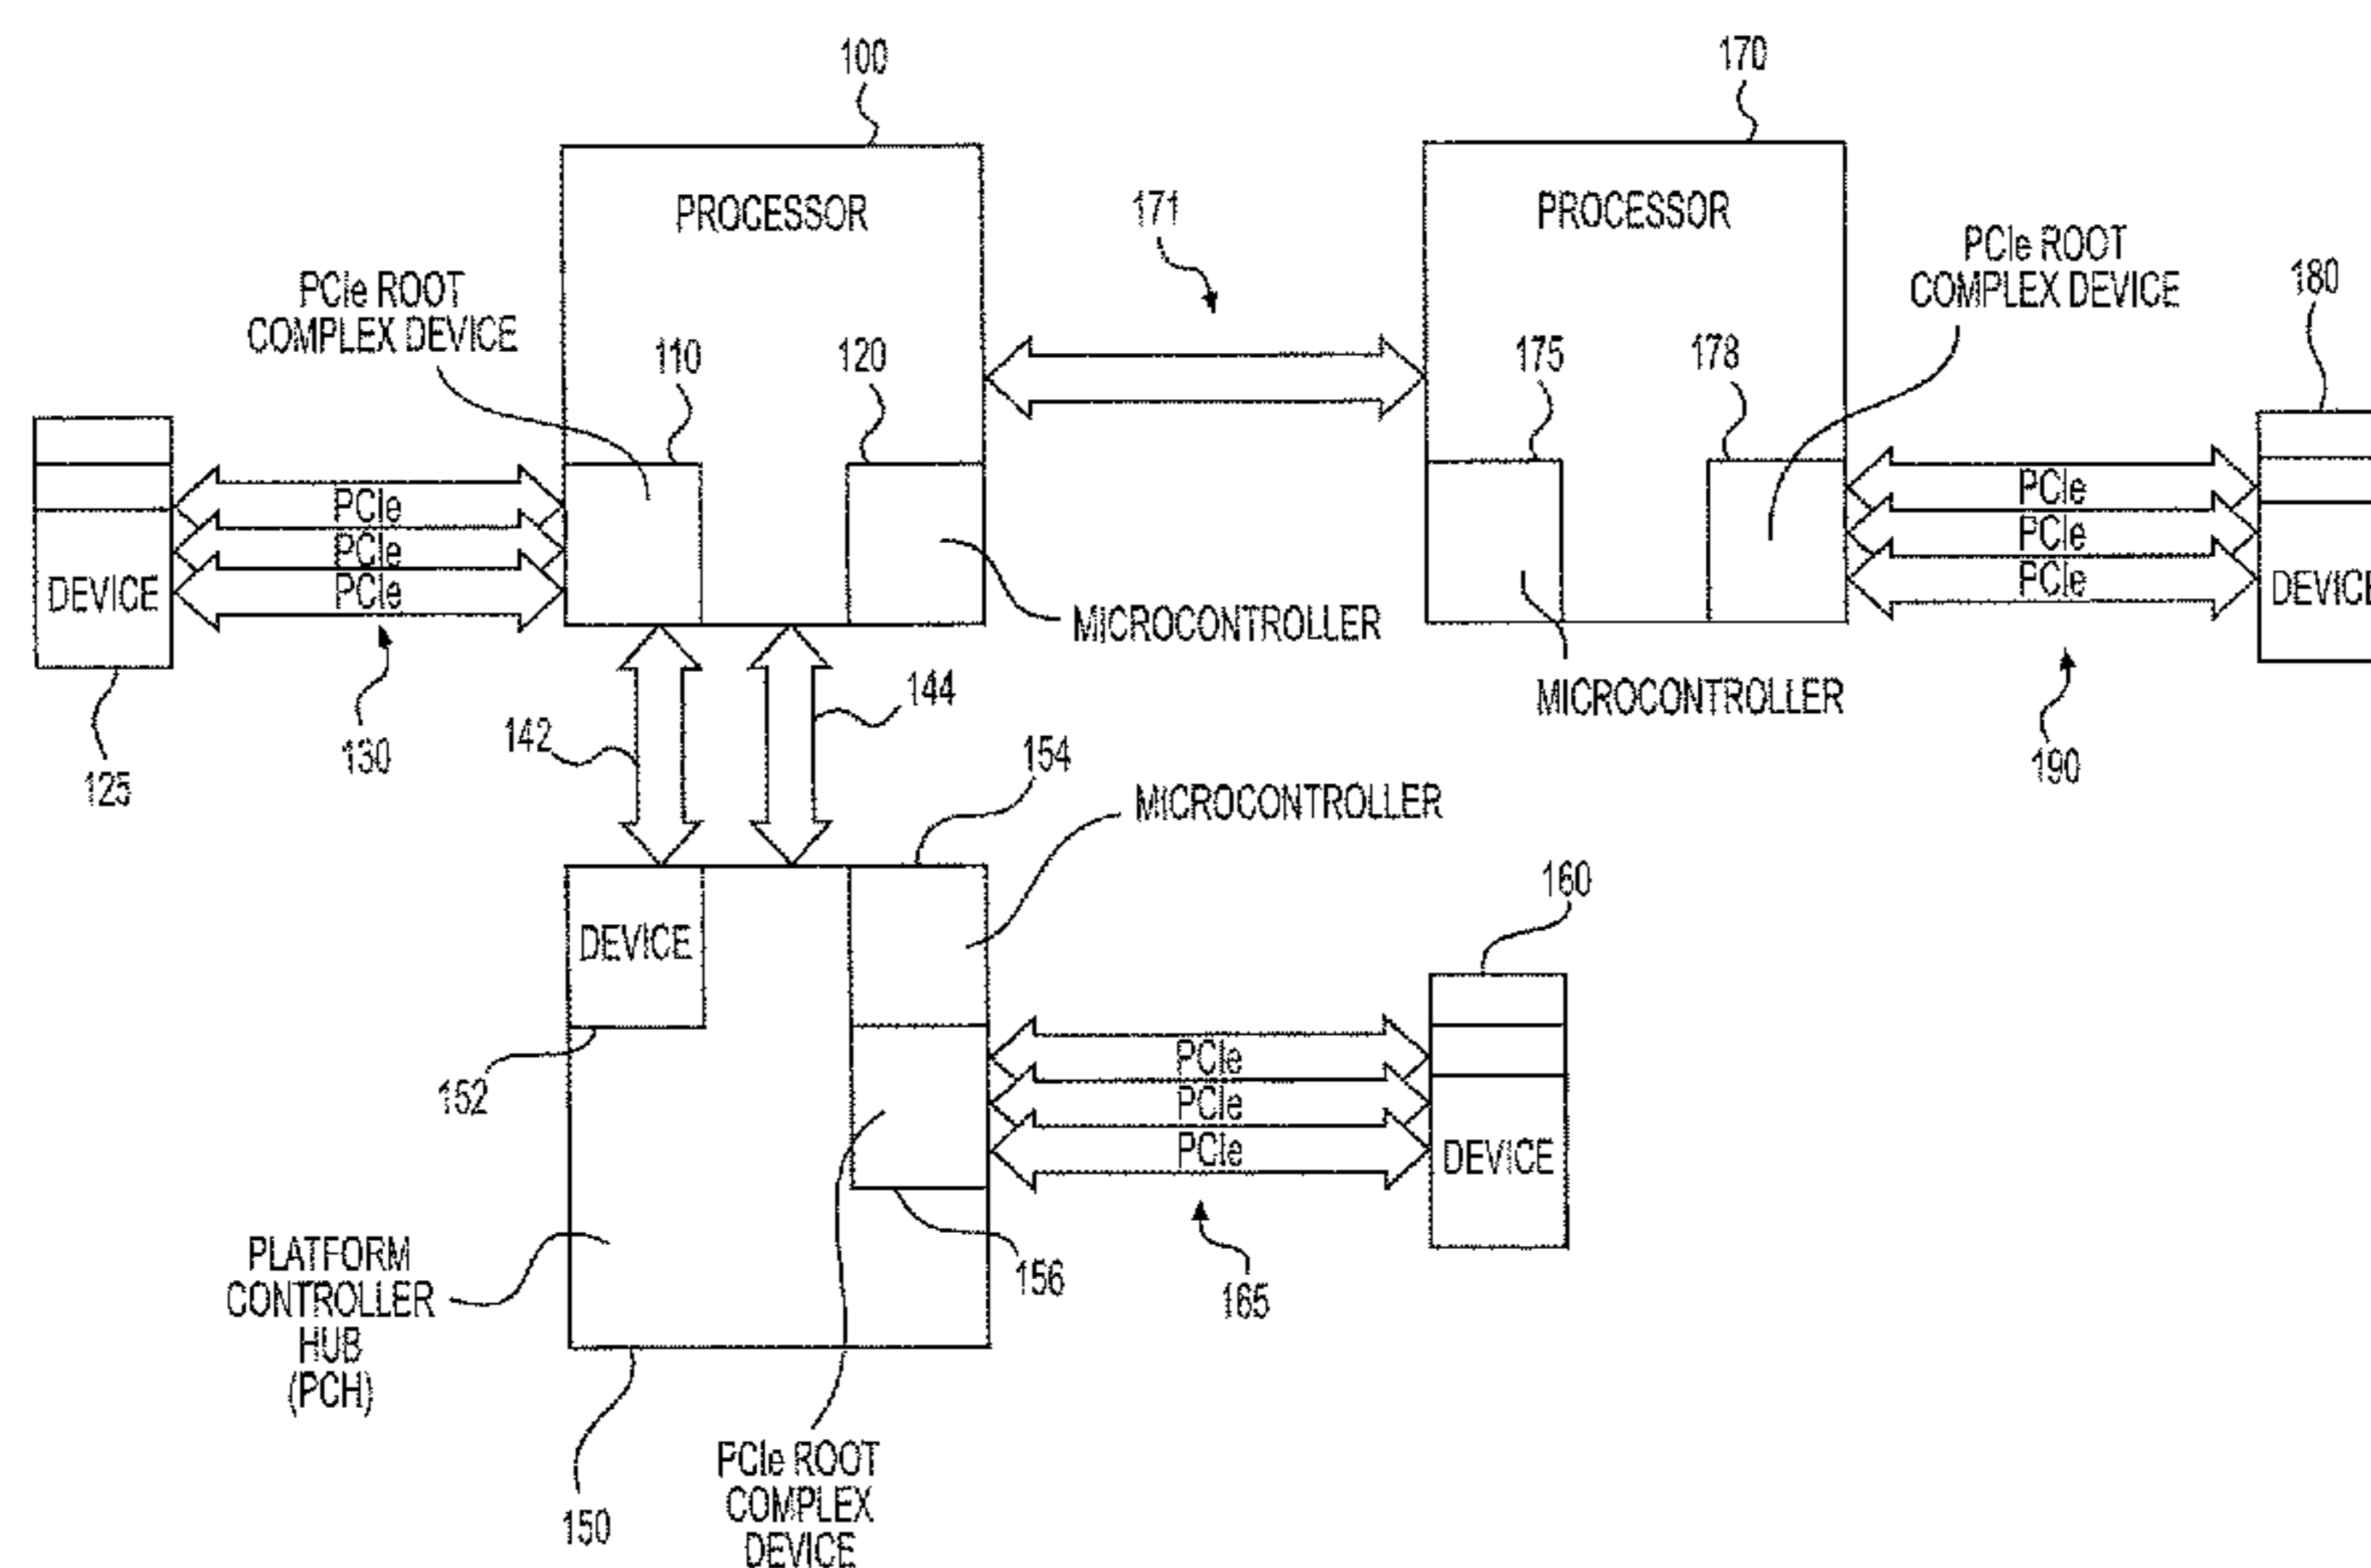 100
170
PROCESSOR
171
PROCESSOR
PCIe ROOT
COMPLEX DEVICE
PCIe ROOT
COMPLEX DEVICE
180
110
120
175
178
PCIe
PCIe
PCIe
DEVICE
PCIe
PCIe
PCIe
DEVICE
MICROCONTROLLER
MICROCONTROLLER
125
130
142
144
154
190
MICROCONTROLLER
160
DEVICE
152
PCIe
PCIe
PCIe
DEVICE
156
165
PLATFORM
CONTROLLER
HUB
(PCH)
150
PCIe ROOT
COMPLEX
DEVICE